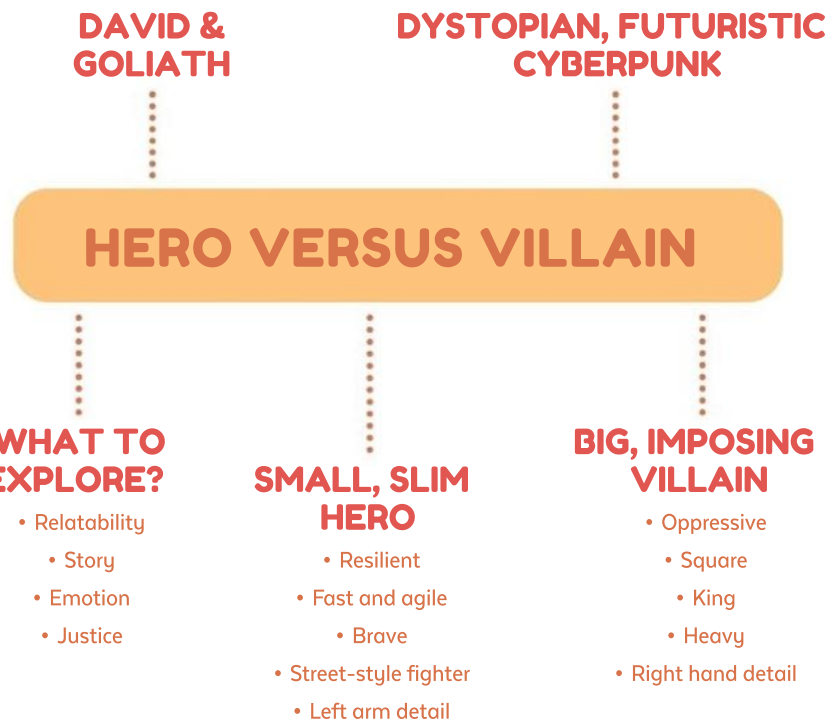 DAVID &
GOLIATH
DYSTOPIAN, FUTURISTIC
CYBERPUNK
HERO VERSUS VILLAIN
WHAT TO
EXPLORE?
• Relatability
• Story
• Emotion
• Justice
SMALL, SLIM
HERO
• Resilient
• Fast and agile
• Brave
• Street-style fighter
• Left arm detail
BIG, IMPOSING
VILLAIN
• Oppressive
• Square
• King
• Heavy
• Right hand detail